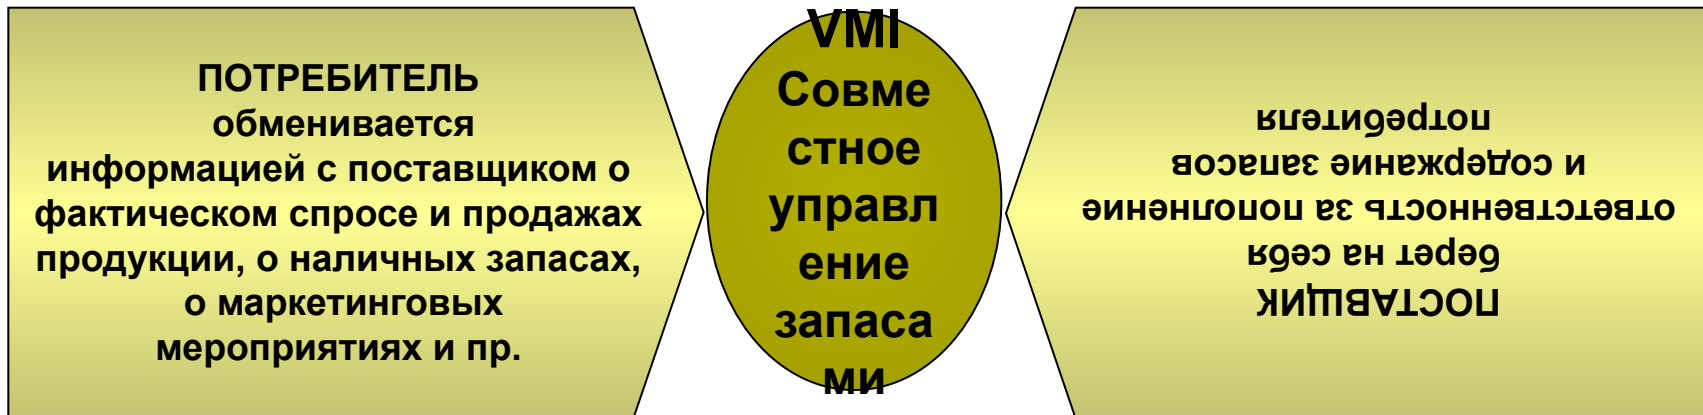 ПОТРЕБИТЕЛЬ
обменивается
информацией с поставщиком о
фактическом спросе и продажах
продукции, о наличных запасах,
о маркетинговых
мероприятиях и пр.
VMI
Совме
стное
управл
ение
запаса
ми
ПОСТАВЩИК
берет на себя
ответственность за пополнение
и содержание запасов
потребителя